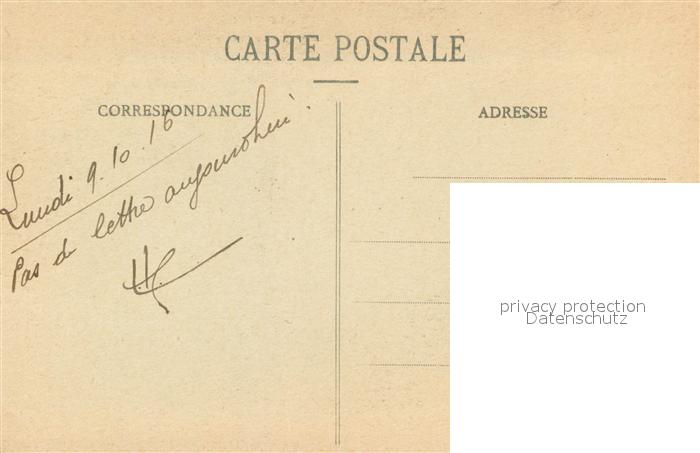 CARTE POSTALE
CORRESPONDANCE
ADRESSE
Lundi 9.10.16
Pas de lettre aujourd'hui.
privacy protection
Datenschutz